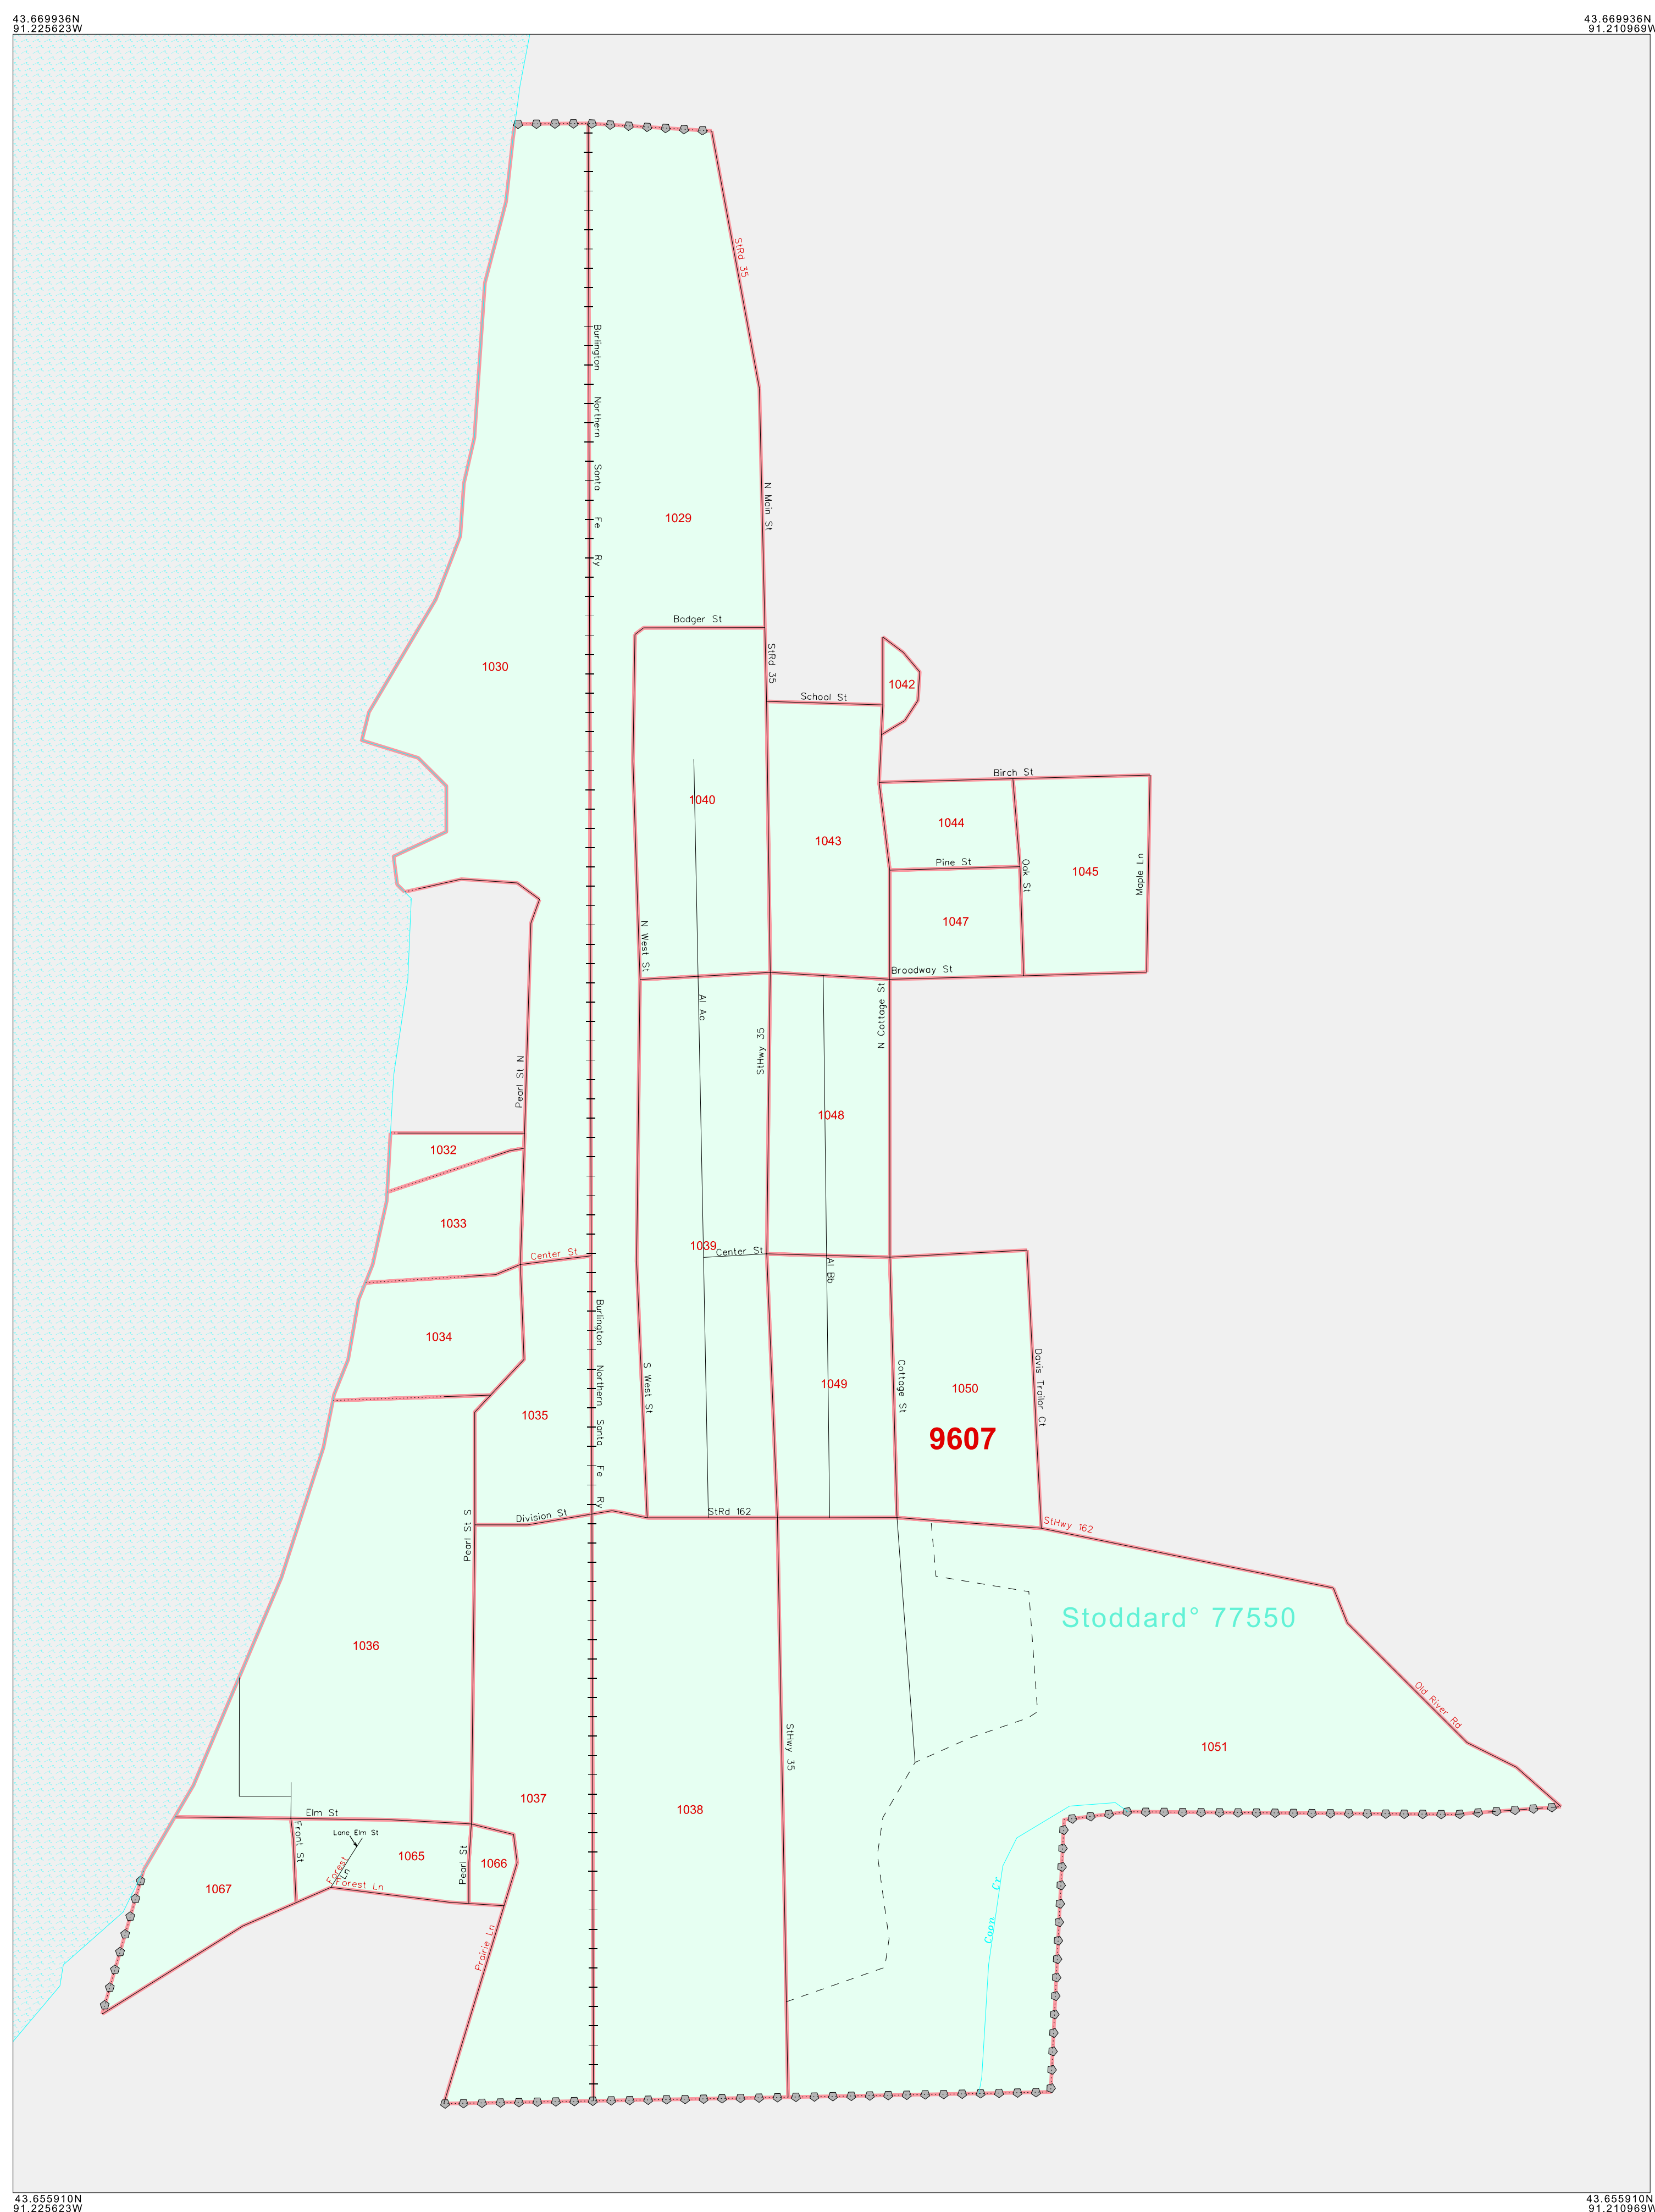 43.669936N
91.225623W
43.669936N
91.210969W
StRd 35
Burlington Northern Santa Fe Ry
N Main St
1029
Badger St
1030
StRd 35
1042
School St
Birch St
1040
1044
1043
Pine St
Oak St
1045
Maple Ln
1047
N West St
Broadway St
Al Aa
N Cottage St
StHwy 35
Pearl St N
1048
1032
1033
1039
Center St
Center St
Al Bb
Burlington Northern Santa Fe Ry
1034
S West St
1049
Cottage St
1050
Davis Trailor Ct
1035
9607
Division St
StRd 162
StHwy 162
Pearl St S
Stoddard° 77550
1036
Old River Rd
StHwy 35
1051
1037
1038
Elm St
Front St
Lane Elm St
1065
Pearl St
1066
Forest
Ln
Forest Ln
1067
Coon Cr
Prairie Ln
43.655910N
91.225623W
43.655910N
91.210969W